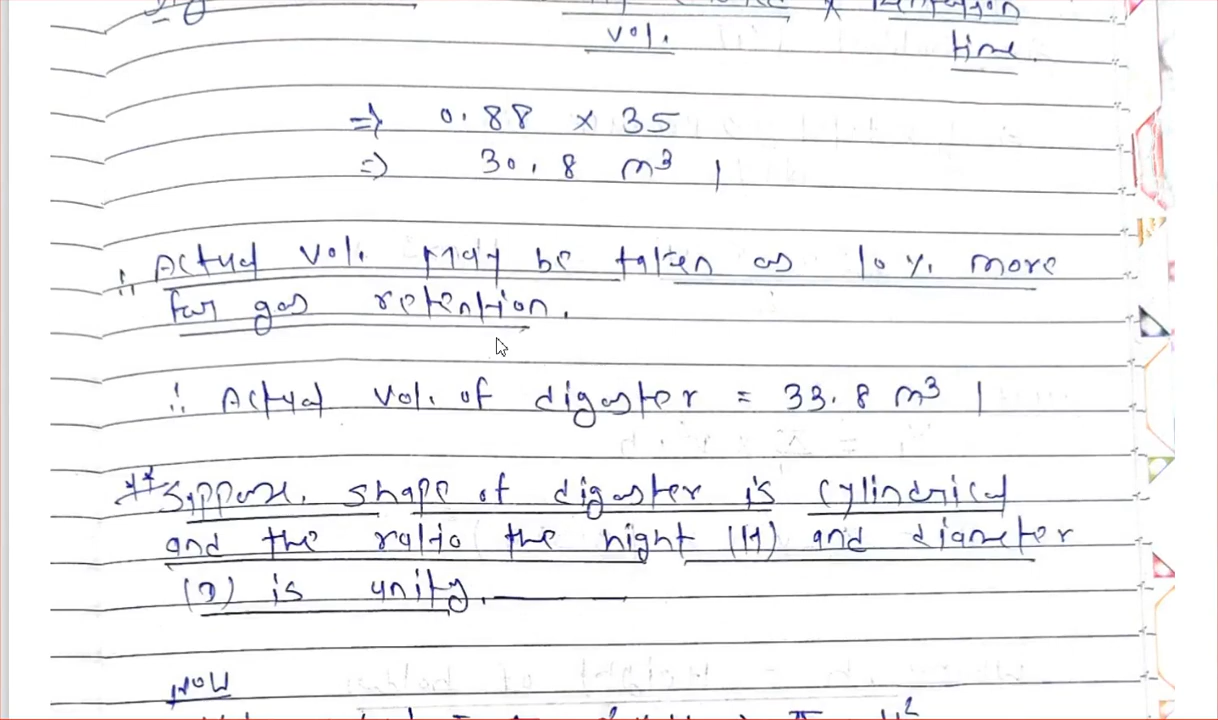 vol. time.
=> 0.88 × 35
=> 30.8 m³ |
∴ Actual vol. may be taken as 10% more
for gas retention.
∴ Actual vol. of digaster = 33.8 m³ |
** Suppose, shape of digaster is cylindrical
and the ratio the hight (H) and diameter
(D) is unity.
Now